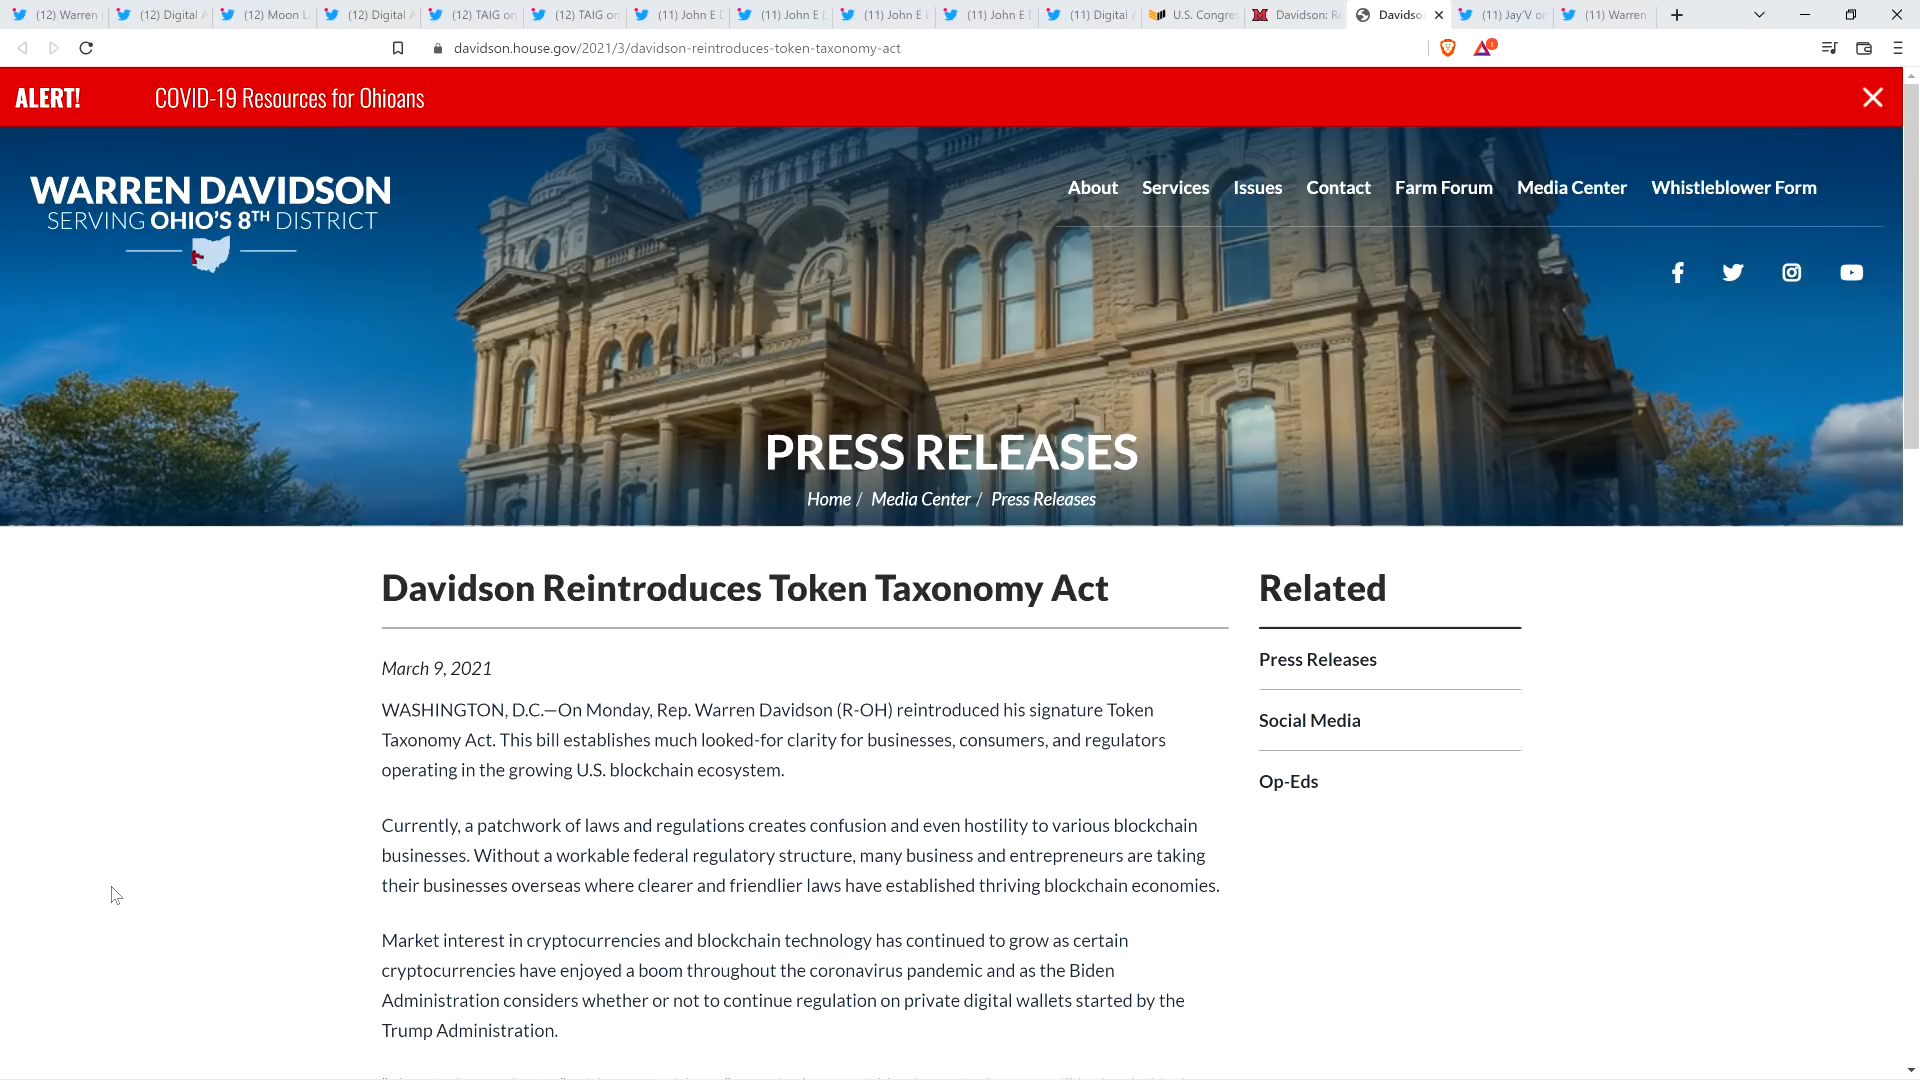 (12) Warren
(12) Digital A
(12) Moon L
(12) Digital A
(12) TAIG on
(12) TAIG on
(11) John E D
(11) John E D
(11) John E D
(11) John E D
(11) Digital A
U.S. Congre
Davidson: R
Davidso
(11) Jay'V on
(11) Warren
davidson.house.gov/2021/3/davidson-reintroduces-token-taxonomy-act
ALERT! COVID-19 Resources for Ohioans
WARREN DAVIDSON
SERVING OHIO'S 8TH DISTRICT
About Services Issues Contact Farm Forum Media Center Whistleblower Form
PRESS RELEASES
Home / Media Center / Press Releases
Davidson Reintroduces Token Taxonomy Act
March 9, 2021
WASHINGTON, D.C.—On Monday, Rep. Warren Davidson (R-OH) reintroduced his signature Token
Taxonomy Act. This bill establishes much looked-for clarity for businesses, consumers, and regulators
operating in the growing U.S. blockchain ecosystem.
Currently, a patchwork of laws and regulations creates confusion and even hostility to various blockchain
businesses. Without a workable federal regulatory structure, many business and entrepreneurs are taking
their businesses overseas where clearer and friendlier laws have established thriving blockchain economies.
Market interest in cryptocurrencies and blockchain technology has continued to grow as certain
cryptocurrencies have enjoyed a boom throughout the coronavirus pandemic and as the Biden
Administration considers whether or not to continue regulation on private digital wallets started by the
Trump Administration.
Related
Press Releases
Social Media
Op-Eds